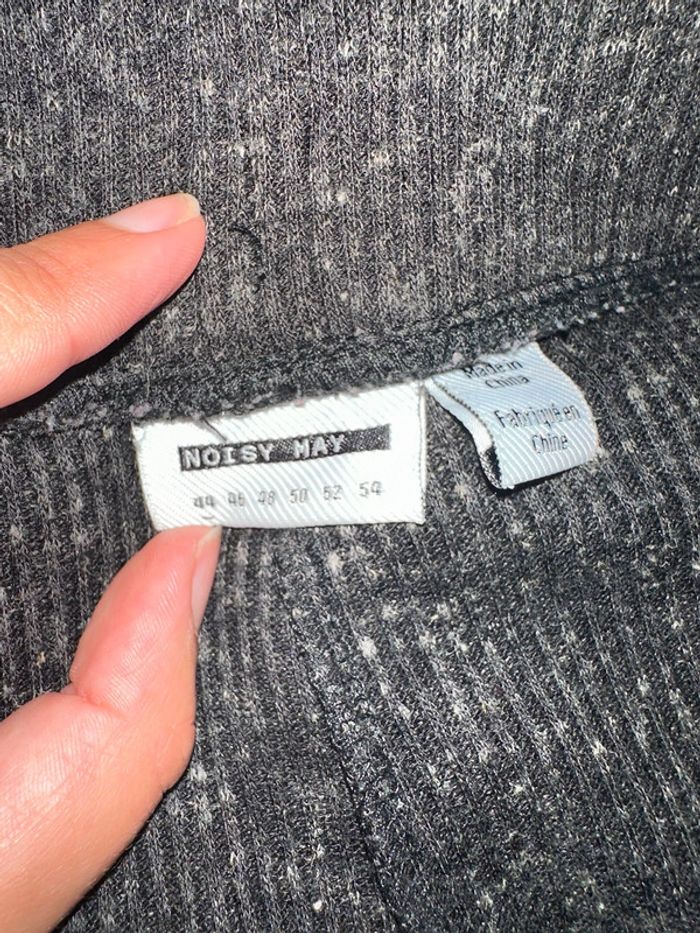 NOISY MAY
44 46 48 50 52 54
Made in
China
Fabriqué en
Chine